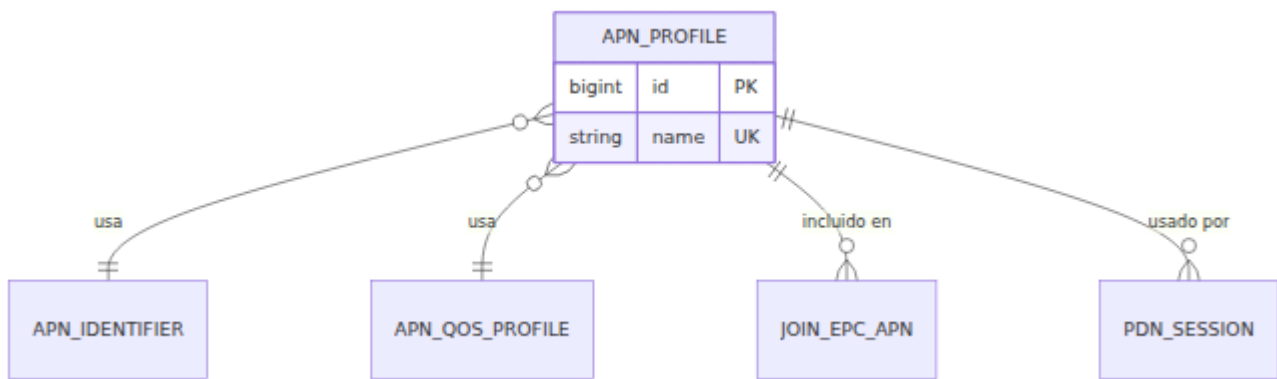 APN_PROFILE
bigint id PK
string name UK
usa
usa
incluido en
usado por
APN_IDENTIFIER
APN_QOS_PROFILE
JOIN_EPC_APN
PDN_SESSION